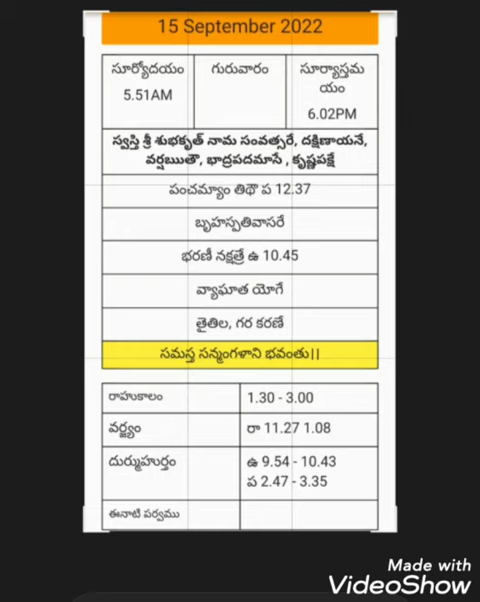 15 September 2022
సూర్యోదయం
5.51AM
గురువారం
సూర్యాస్తమ
యం
6.02PM
స్వస్తి శ్రీ శుభకృత్ నామ సంవత్సరే, దక్షిణాయనే,
వర్షఋతౌ, భాద్రపదమాసే , కృష్ణపక్షే
పంచమ్యాం తిథౌ ప 12.37
బృహస్పతివాసరే
భరణీ నక్షత్రే ఉ 10.45
వ్యాఘాత యోగే
తైతిల, గర కరణే
సమస్త సన్మంగళాని భవంతు||
రాహుకాలం
1.30 - 3.00
వర్జ్యం
రా 11.27 1.08
దుర్ముహుర్తం
ఉ 9.54 - 10.43
ప 2.47 - 3.35
ఈనాటి పర్వము
Made with
VideoShow